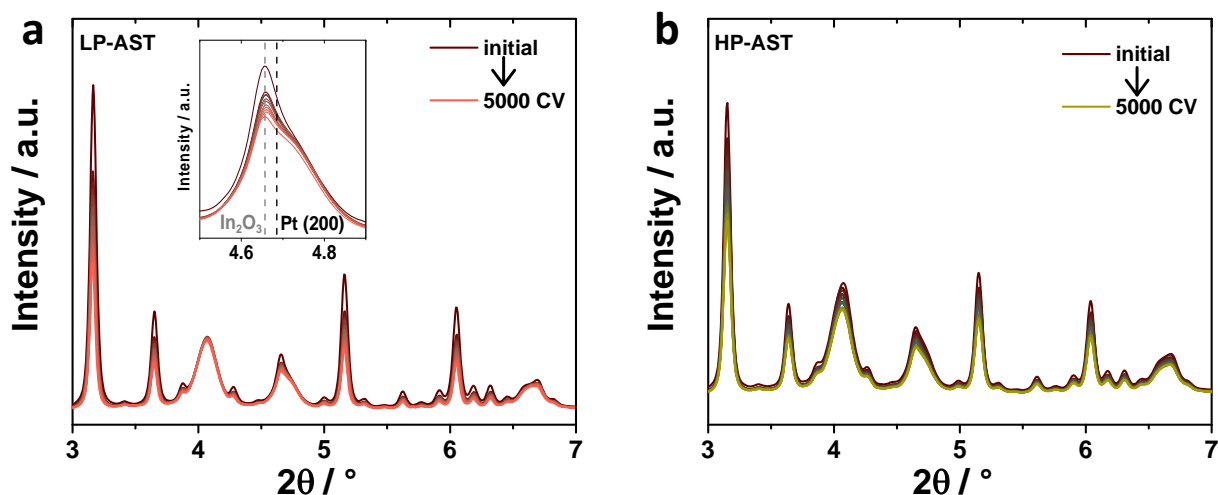 a
LP-AST
initial
5000 CV
Intensity / a.u.
In₂O₃
Pt (200)
4.6
4.8
Intensity / a.u.
3
4
5
6
7
2θ / °
b
HP-AST
initial
5000 CV
Intensity / a.u.
3
4
5
6
7
2θ / °